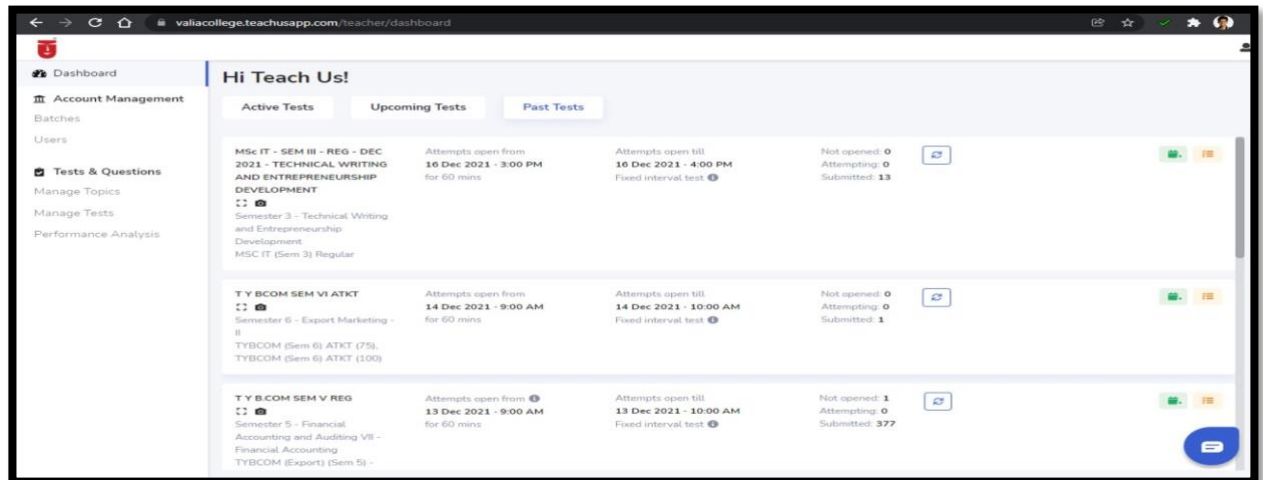 valiacollege.teachusapp.com/teacher/dashboard
Dashboard
Account Management
Batches
Users
Tests & Questions
Manage Topics
Manage Tests
Performance Analysis
Hi Teach Us!
Active Tests
Upcoming Tests
Past Tests
MSc IT - SEM III - REG - DEC
2021 - TECHNICAL WRITING
AND ENTREPRENEURSHIP
DEVELOPMENT
Semester 3 - Technical Writing
and Entrepreneurship
Development
MSC IT (Sem 3) Regular
Attempts open from
16 Dec 2021 - 3:00 PM
for 60 mins
Attempts open till
16 Dec 2021 - 4:00 PM
Fixed interval test
Not opened: 0
Attempting: 0
Submitted: 13
T Y BCOM SEM VI ATKT
Semester 6 - Export Marketing -
II
TYBCOM (Sem 6) ATKT (75),
TYBCOM (Sem 6) ATKT (100)
Attempts open from
14 Dec 2021 - 9:00 AM
for 60 mins
Attempts open till
14 Dec 2021 - 10:00 AM
Fixed interval test
Not opened: 0
Attempting: 0
Submitted: 1
T Y B.COM SEM V REG
Semester 5 - Financial
Accounting and Auditing VII -
Financial Accounting
TYBCOM (Export) (Sem 5) -
Attempts open from
13 Dec 2021 - 9:00 AM
for 60 mins
Attempts open till
13 Dec 2021 - 10:00 AM
Fixed interval test
Not opened: 1
Attempting: 0
Submitted: 377